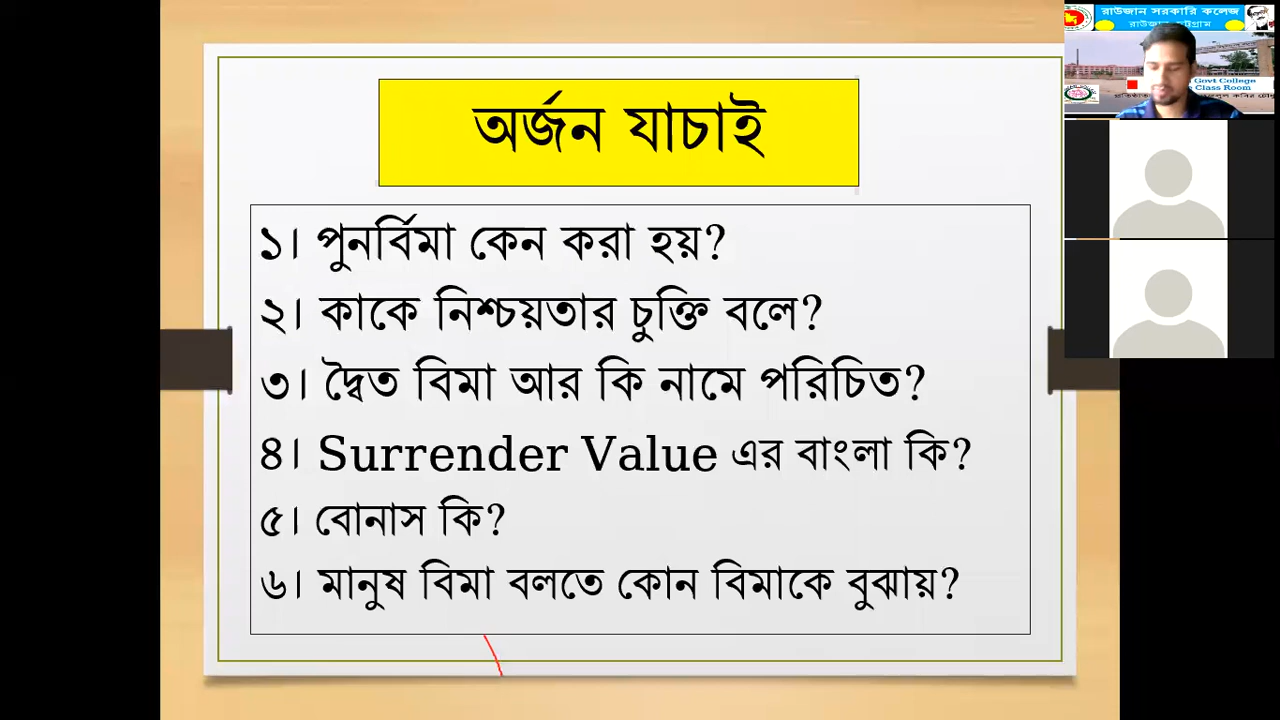 অর্জন যাচাই
১। পুনর্বিমা কেন করা হয়?
২। কাকে নিশ্চয়তার চুক্তি বলে?
৩। দ্বৈত বিমা আর কি নামে পরিচিত?
৪। Surrender Value এর বাংলা কি?
৫। বোনাস কি?
৬। মানুষ বিমা বলতে কোন বিমাকে বুঝায়?
রাউজান সরকারি কলেজ
Govt College
Class Room